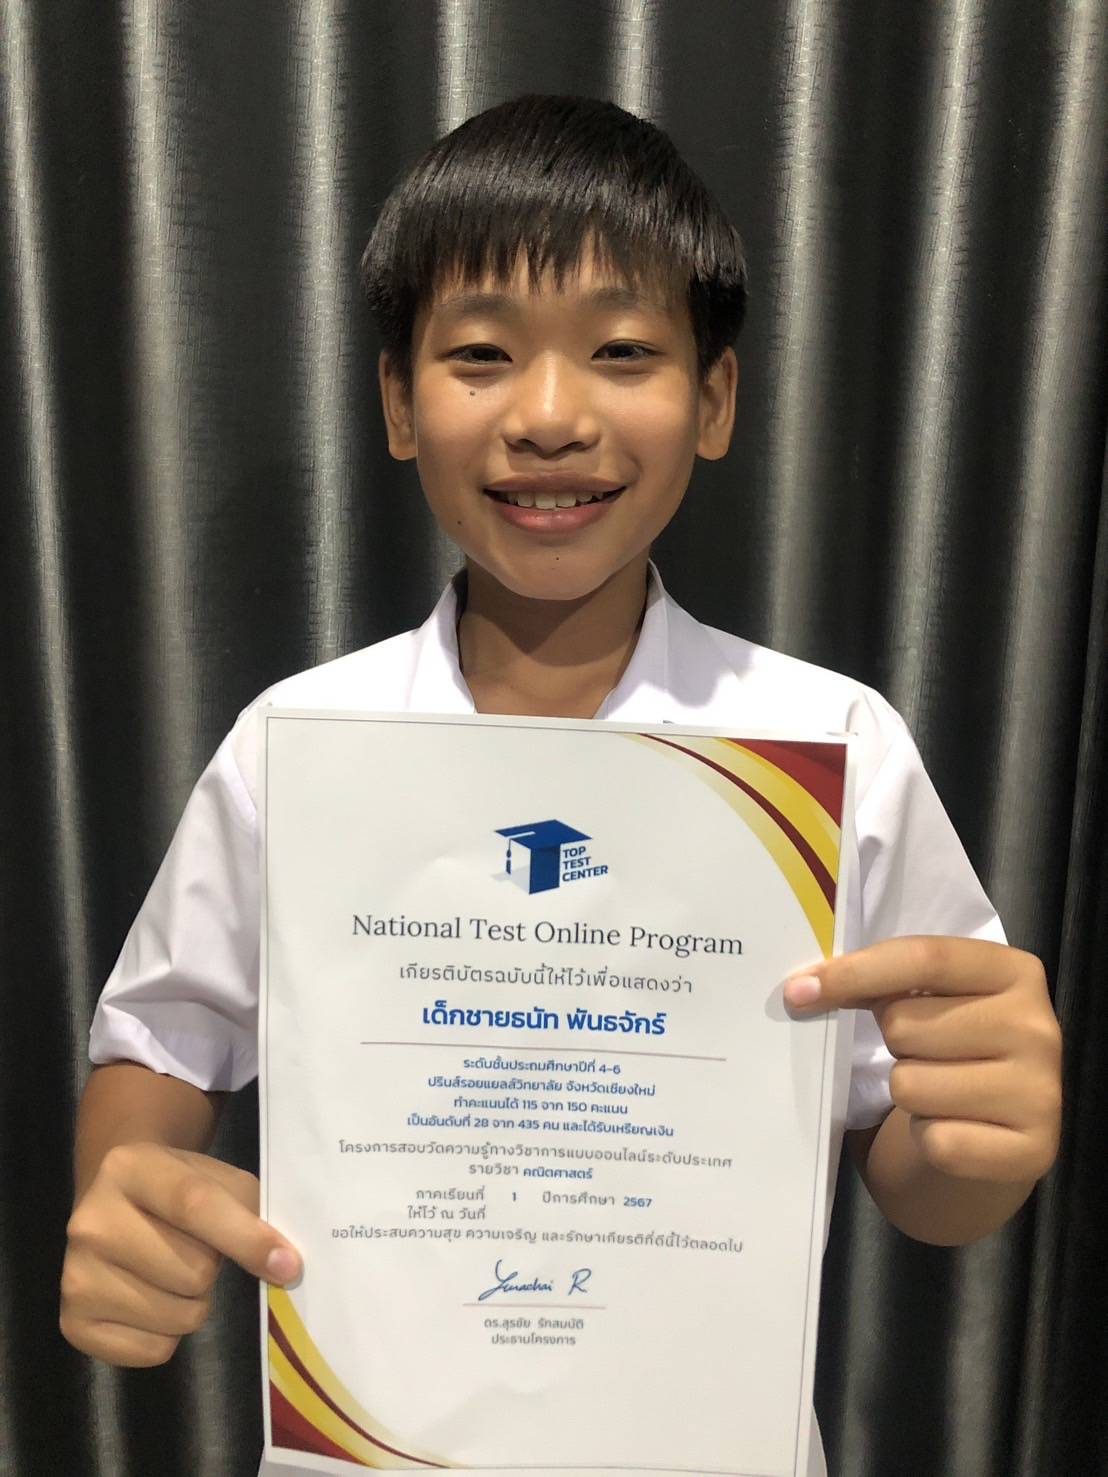 TOP
TEST
CENTER
National Test Online Program
เกียรติบัตรฉบับนี้ให้ไว้เพื่อแสดงว่า
เด็กชายธนัท พันธจักร์
ระดับชั้นประถมศึกษาปีที่ 4-6
ปรินส์รอยแยลส์วิทยาลัย จังหวัดเชียงใหม่
ทำคะแนนได้ 115 จาก 150 คะแนน
เป็นอันดับที่ 28 จาก 435 คน และได้รับเหรียญเงิน
โครงการสอบวัดความรู้ทางวิชาการแบบออนไลน์ระดับประเทศ
รายวิชา คณิตศาสตร์
ภาคเรียนที่ 1 ปีการศึกษา 2567
ให้ไว้ ณ วันที่
ขอให้ประสบความสุข ความเจริญ และรักษาเกียรติที่ดีนี้ไว้ตลอดไป
ดร.สุรชัย รักสมบัติ
ประธานโครงการ